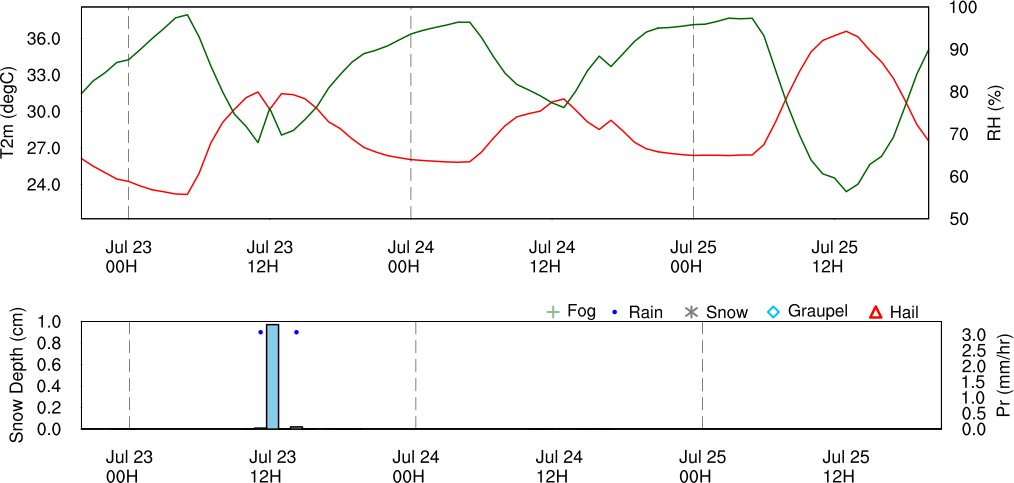 T2m (degC)
36.0
33.0
30.0
27.0
24.0
100
90
80
70
60
50
RH (%)
Jul 23 Jul 23 Jul 24 Jul 24 Jul 25 Jul 25
00H 12H 00H 12H 00H 12H
Fog Rain Snow Graupel Hail
Snow Depth (cm)
1.0
0.8
0.6
0.4
0.2
0.0
3.0
2.5
2.0
1.5
1.0
0.5
0.0
Pr (mm/hr)
Jul 23 Jul 23 Jul 24 Jul 24 Jul 25 Jul 25
00H 12H 00H 12H 00H 12H